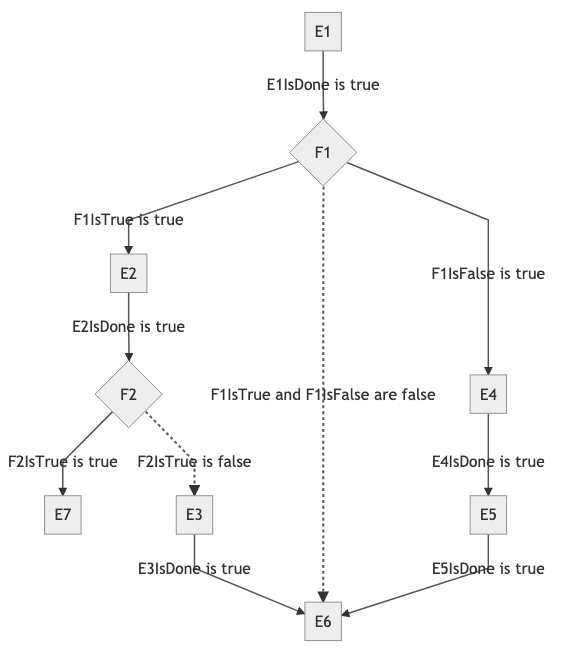 E1
E1IsDone is true
F1
F1IsTrue is true
E2
F1IsFalse is true
E2IsDone is true
F2
F1IsTrue and F1IsFalse are false
E4
F2IsTrue is true
F2IsTrue is false
E4IsDone is true
E7
E3
E5
E3IsDone is true
E5IsDone is true
E6